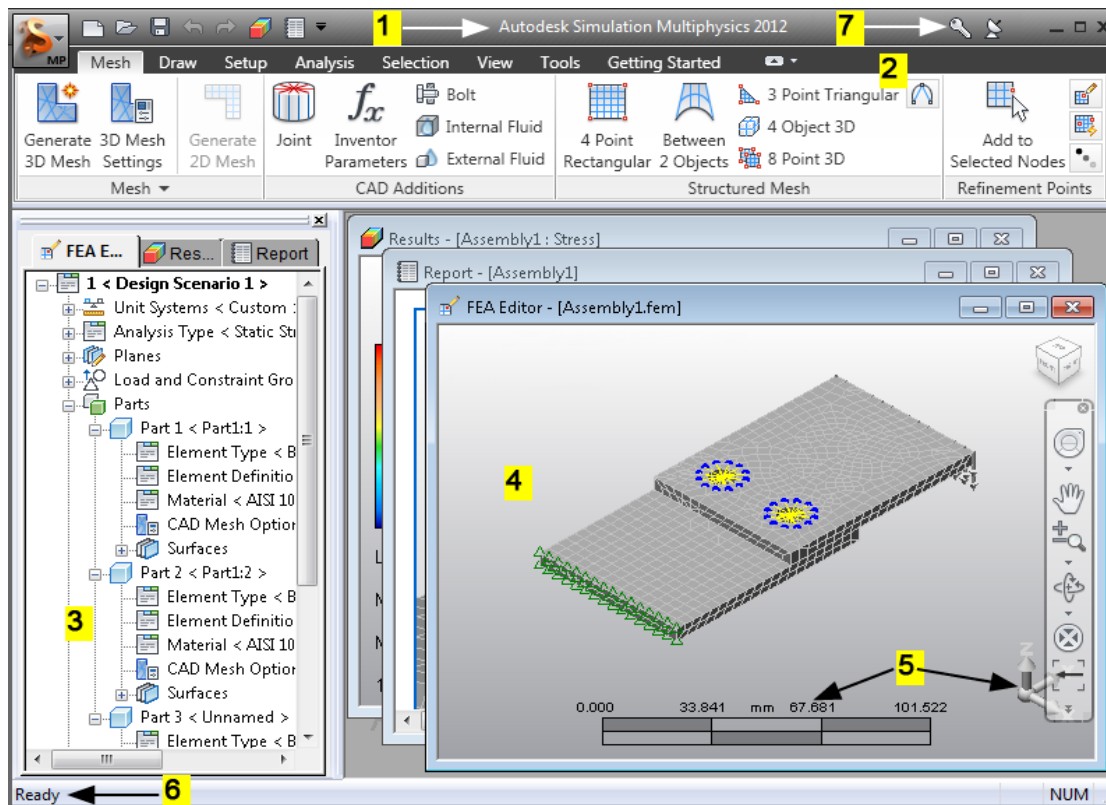 1 Autodesk Simulation Multiphysics 2012 7
MP
Mesh Draw Setup Analysis Selection View Tools Getting Started
2
Generate 3D Mesh
3D Mesh Settings
Generate 2D Mesh
Mesh
Joint
Inventor Parameters
Bolt
Internal Fluid
External Fluid
CAD Additions
4 Point Rectangular
Between 2 Objects
3 Point Triangular
4 Object 3D
8 Point 3D
Structured Mesh
Add to Selected Nodes
Refinement Points
FEA E... Res... Report
1 < Design Scenario 1 >
Unit Systems < Custom
Analysis Type < Static St
Planes
Load and Constraint Gro
Parts
Part 1 < Part1:1 >
Element Type < B
Element Definitio
Material < AISI 10
CAD Mesh Option
Surfaces
Part 2 < Part1:2 >
Element Type < B
Element Definitio
3
Material < AISI 10
CAD Mesh Option
Surfaces
Part 3 < Unnamed >
Element Type < B
Results - [Assembly1 : Stress]
Report - [Assembly1]
FEA Editor - [Assembly1.fem]
4
5
0.000 33.841 mm 67.681 101.522
Ready 6 NUM